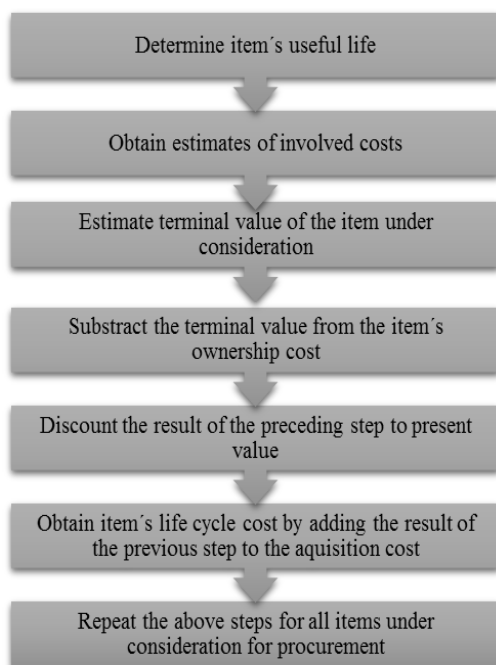 Determine item´s useful life
Obtain estimates of involved costs
Estimate terminal value of the item under
consideration
Substract the terminal value from the item´s
ownership cost
Discount the result of the preceding step to present
value
Obtain item´s life cycle cost by adding the result of
the previous step to the aquisition cost
Repeat the above steps for all items under
consideration for procurement